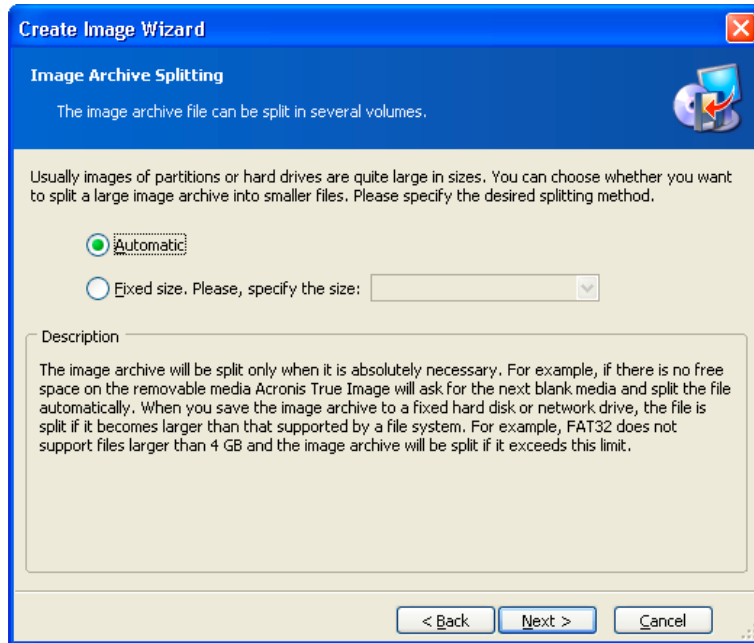 Create Image Wizard
Image Archive Splitting
The image archive file can be split in several volumes.
Usually images of partitions or hard drives are quite large in sizes. You can choose whether you want
to split a large image archive into smaller files. Please specify the desired splitting method.
Automatic
Fixed size. Please, specify the size:
Description
The image archive will be split only when it is absolutely necessary. For example, if there is no free
space on the removable media Acronis True Image will ask for the next blank media and split the file
automatically. When you save the image archive to a fixed hard disk or network drive, the file is
split if it becomes larger than that supported by a file system. For example, FAT32 does not
support files larger than 4 GB and the image archive will be split if it exceeds this limit.
< Back Next > Cancel